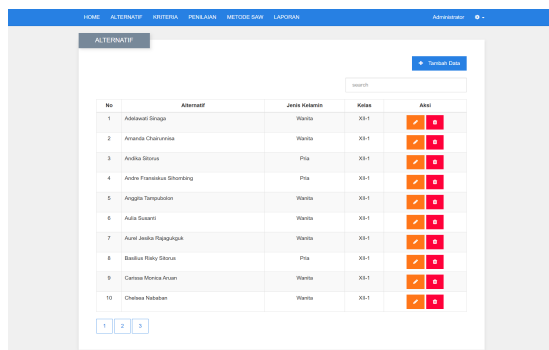 HOME ALTERNATIF KRITERIA PENILAIAN METODE SAW LAPORAN Administrator
ALTERNATIF
Tambah Data
search
No Alternatif Jenis Kelamin Kelas Aksi
1 Adelawati Sinaga Wanita XII-1
2 Amanda Chairunnisa Wanita XII-1
3 Andika Sitorus Pria XII-1
4 Andre Fransiskus Sihombing Pria XII-1
5 Anggita Tampubolon Wanita XII-1
6 Aulia Susanti Wanita XII-1
7 Aurel Jesika Rajagukguk Wanita XII-1
8 Basilius Risky Sitorus Pria XII-1
9 Carissa Monica Aruan Wanita XII-1
10 Chelsea Nababan Wanita XII-1
1 2 3